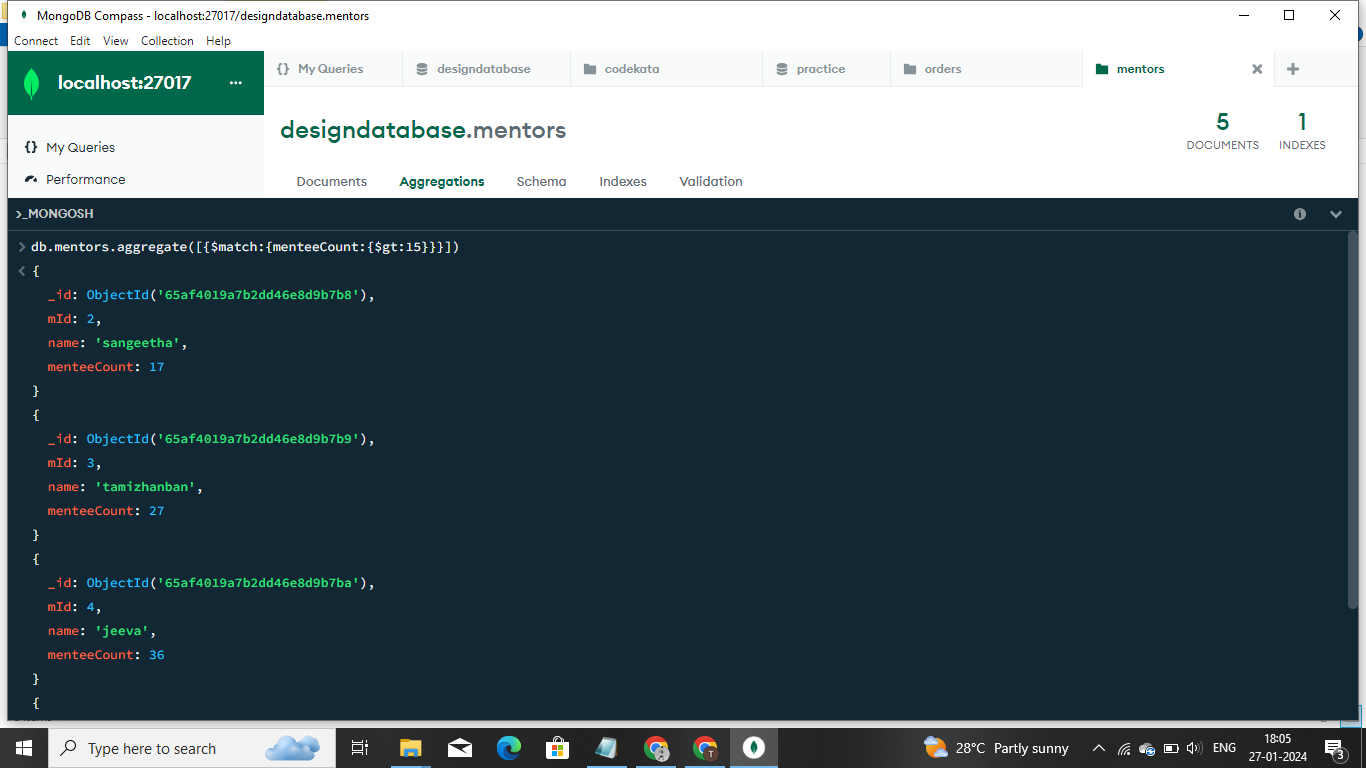 MongoDB Compass - localhost:27017/designdatabase.mentors
Connect Edit View Collection Help
localhost:27017 ...
{} My Queries
designdatabase
codekata
practice
orders
mentors
designdatabase.mentors
5
DOCUMENTS
1
INDEXES
{} My Queries
Performance
Documents Aggregations Schema Indexes Validation
>_MONGOSH
> db.mentors.aggregate([{$match:{menteeCount:{$gt:15}}}])
< {
_id: ObjectId('65af4019a7b2dd46e8d9b7b8'),
mId: 2,
name: 'sangeetha',
menteeCount: 17
}
{
_id: ObjectId('65af4019a7b2dd46e8d9b7b9'),
mId: 3,
name: 'tamizhanban',
menteeCount: 27
}
{
_id: ObjectId('65af4019a7b2dd46e8d9b7ba'),
mId: 4,
name: 'jeeva',
menteeCount: 36
}
{
Type here to search
28°C Partly sunny
ENG
18:05
27-01-2024
3